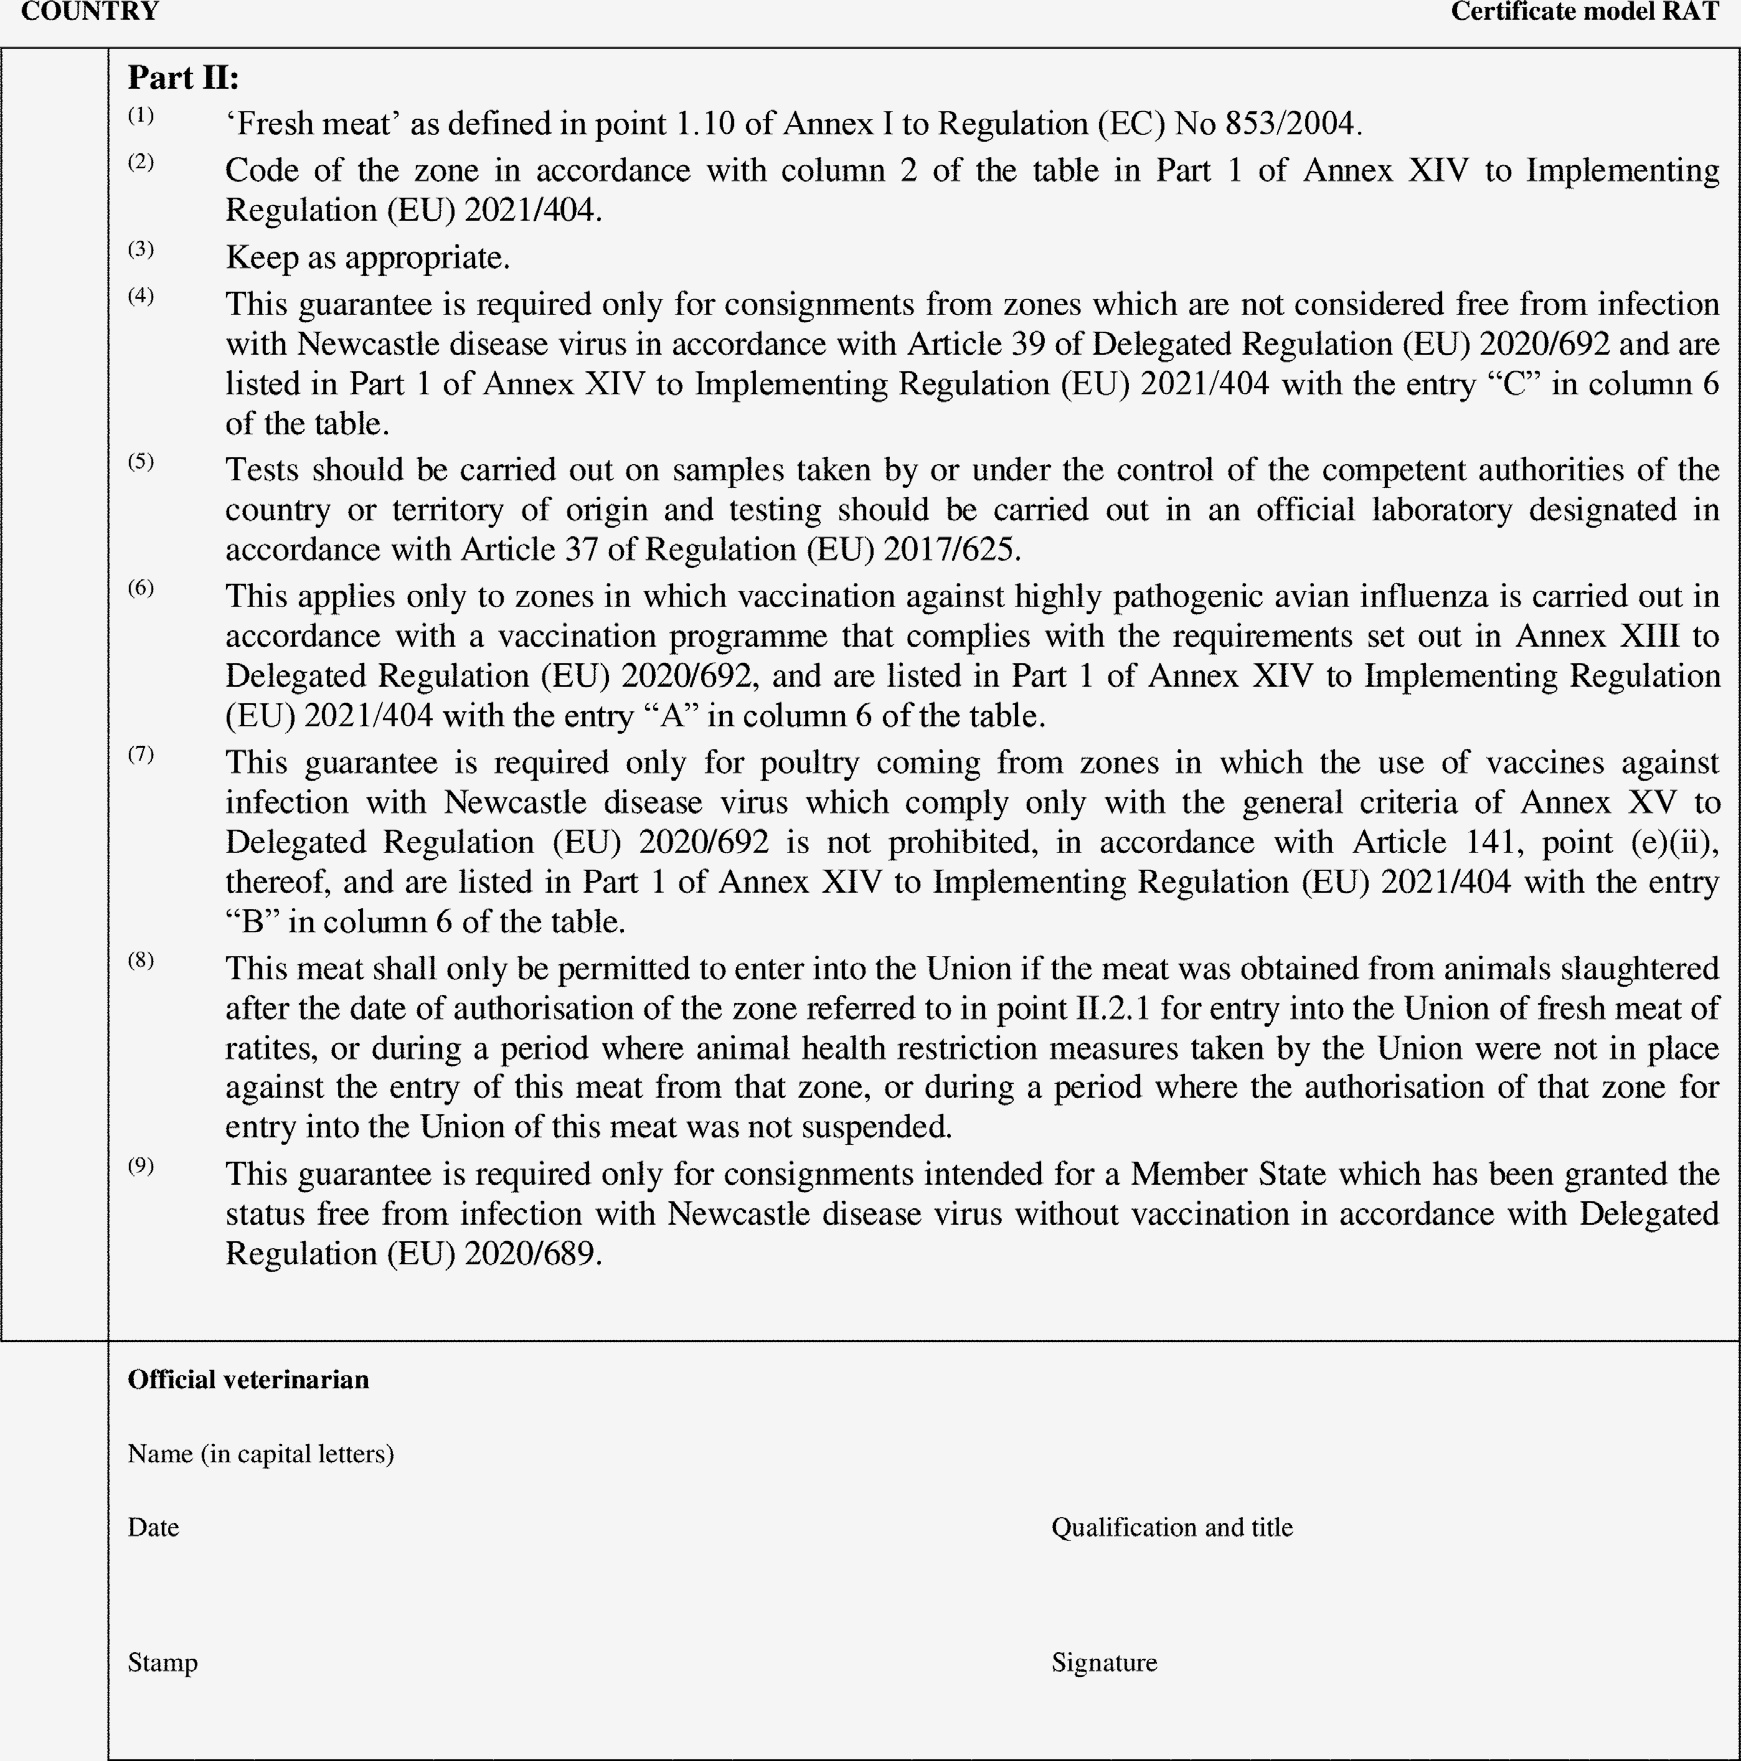 COUNTRY Certificate model RAT
Part II:
(1) ‘Fresh meat’ as defined in point 1.10 of Annex I to Regulation (EC) No 853/2004.
(2) Code of the zone in accordance with column 2 of the table in Part 1 of Annex XIV to Implementing
Regulation (EU) 2021/404.
(3) Keep as appropriate.
(4) This guarantee is required only for consignments from zones which are not considered free from infection
with Newcastle disease virus in accordance with Article 39 of Delegated Regulation (EU) 2020/692 and are
listed in Part 1 of Annex XIV to Implementing Regulation (EU) 2021/404 with the entry “C” in column 6
of the table.
(5) Tests should be carried out on samples taken by or under the control of the competent authorities of the
country or territory of origin and testing should be carried out in an official laboratory designated in
accordance with Article 37 of Regulation (EU) 2017/625.
(6) This applies only to zones in which vaccination against highly pathogenic avian influenza is carried out in
accordance with a vaccination programme that complies with the requirements set out in Annex XIII to
Delegated Regulation (EU) 2020/692, and are listed in Part 1 of Annex XIV to Implementing Regulation
(EU) 2021/404 with the entry “A” in column 6 of the table.
(7) This guarantee is required only for poultry coming from zones in which the use of vaccines against
infection with Newcastle disease virus which comply only with the general criteria of Annex XV to
Delegated Regulation (EU) 2020/692 is not prohibited, in accordance with Article 141, point (e)(ii),
thereof, and are listed in Part 1 of Annex XIV to Implementing Regulation (EU) 2021/404 with the entry
“B” in column 6 of the table.
(8) This meat shall only be permitted to enter into the Union if the meat was obtained from animals slaughtered
after the date of authorisation of the zone referred to in point II.2.1 for entry into the Union of fresh meat of
ratites, or during a period where animal health restriction measures taken by the Union were not in place
against the entry of this meat from that zone, or during a period where the authorisation of that zone for
entry into the Union of this meat was not suspended.
(9) This guarantee is required only for consignments intended for a Member State which has been granted the
status free from infection with Newcastle disease virus without vaccination in accordance with Delegated
Regulation (EU) 2020/689.
Official veterinarian
Name (in capital letters)
Date Qualification and title
Stamp Signature